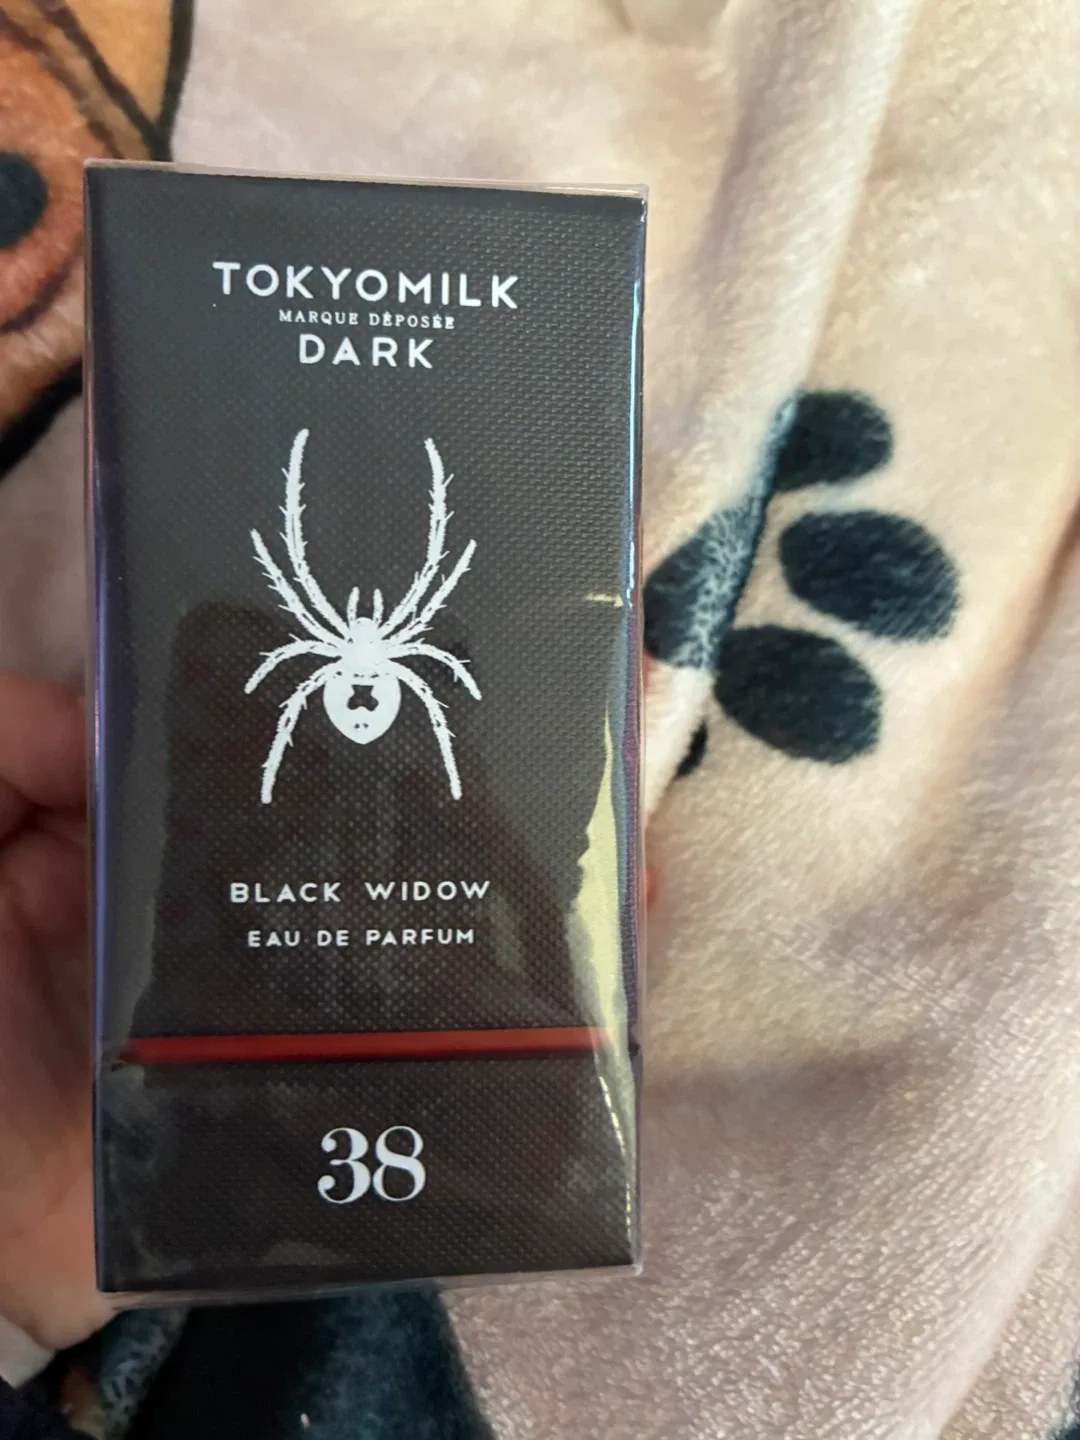 TOKYOMILK
MARQUE DÉPOSÉE
DARK
BLACK WIDOW
EAU DE PARFUM
38